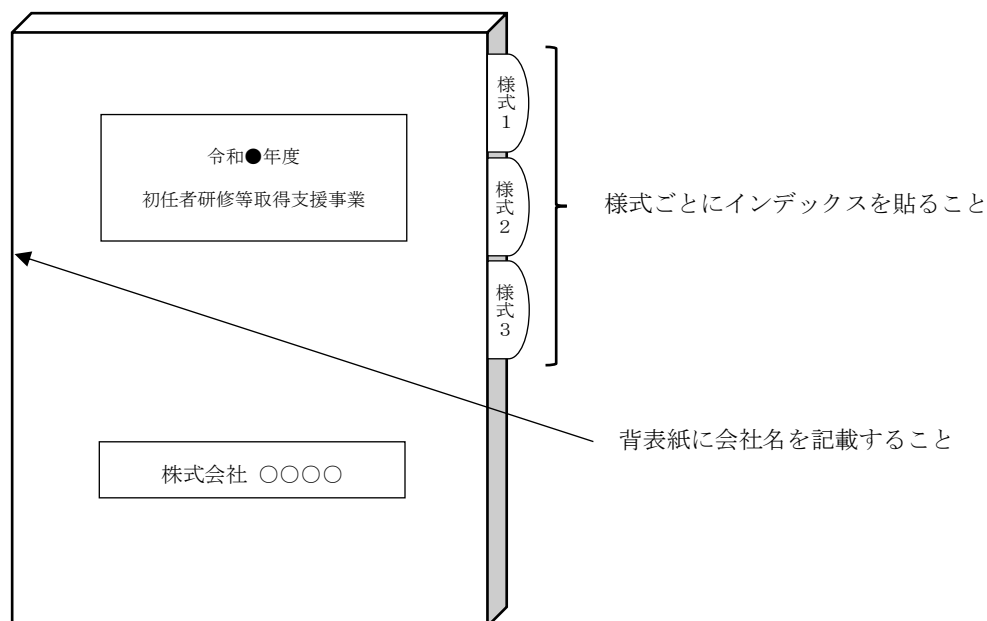 令和●年度
初任者研修等取得支援事業
様式1
様式2
様式3
様式ごとにインデックスを貼ること
背表紙に会社名を記載すること
株式会社 ○○○○